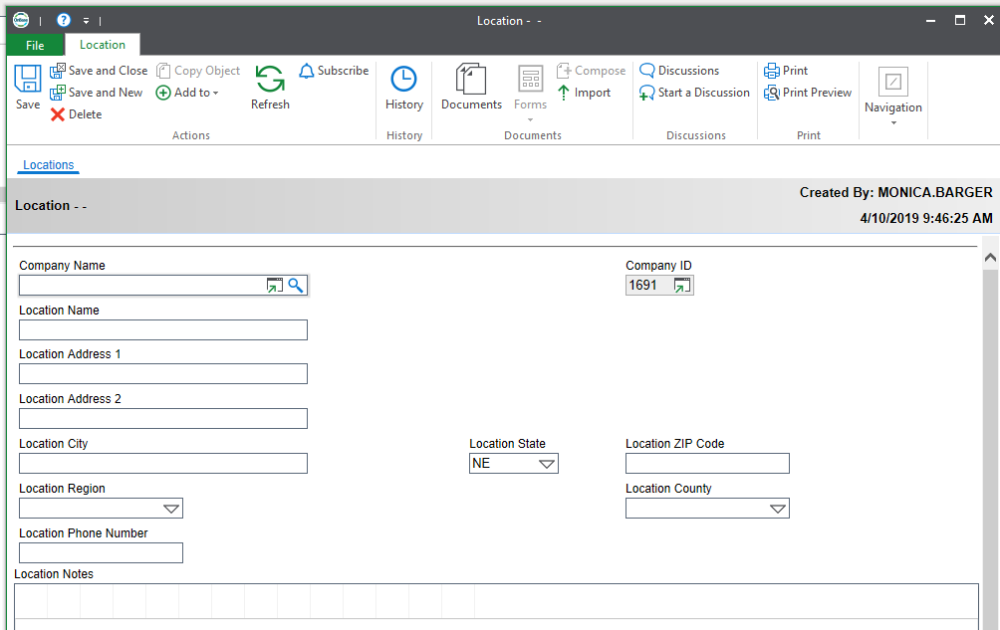 OnBase
Location - -
File
Location
Save
Save and Close
Save and New
Delete
Copy Object
Add to
Refresh
Subscribe
Actions
History
History
Documents
Forms
Compose
Import
Documents
Discussions
Start a Discussion
Discussions
Print
Print Preview
Print
Navigation
Locations
Location - -
Created By: MONICA.BARGER
4/10/2019 9:46:25 AM
Company Name
Company ID
1691
Location Name
Location Address 1
Location Address 2
Location City
Location State
Location ZIP Code
NE
Location Region
Location County
Location Phone Number
Location Notes